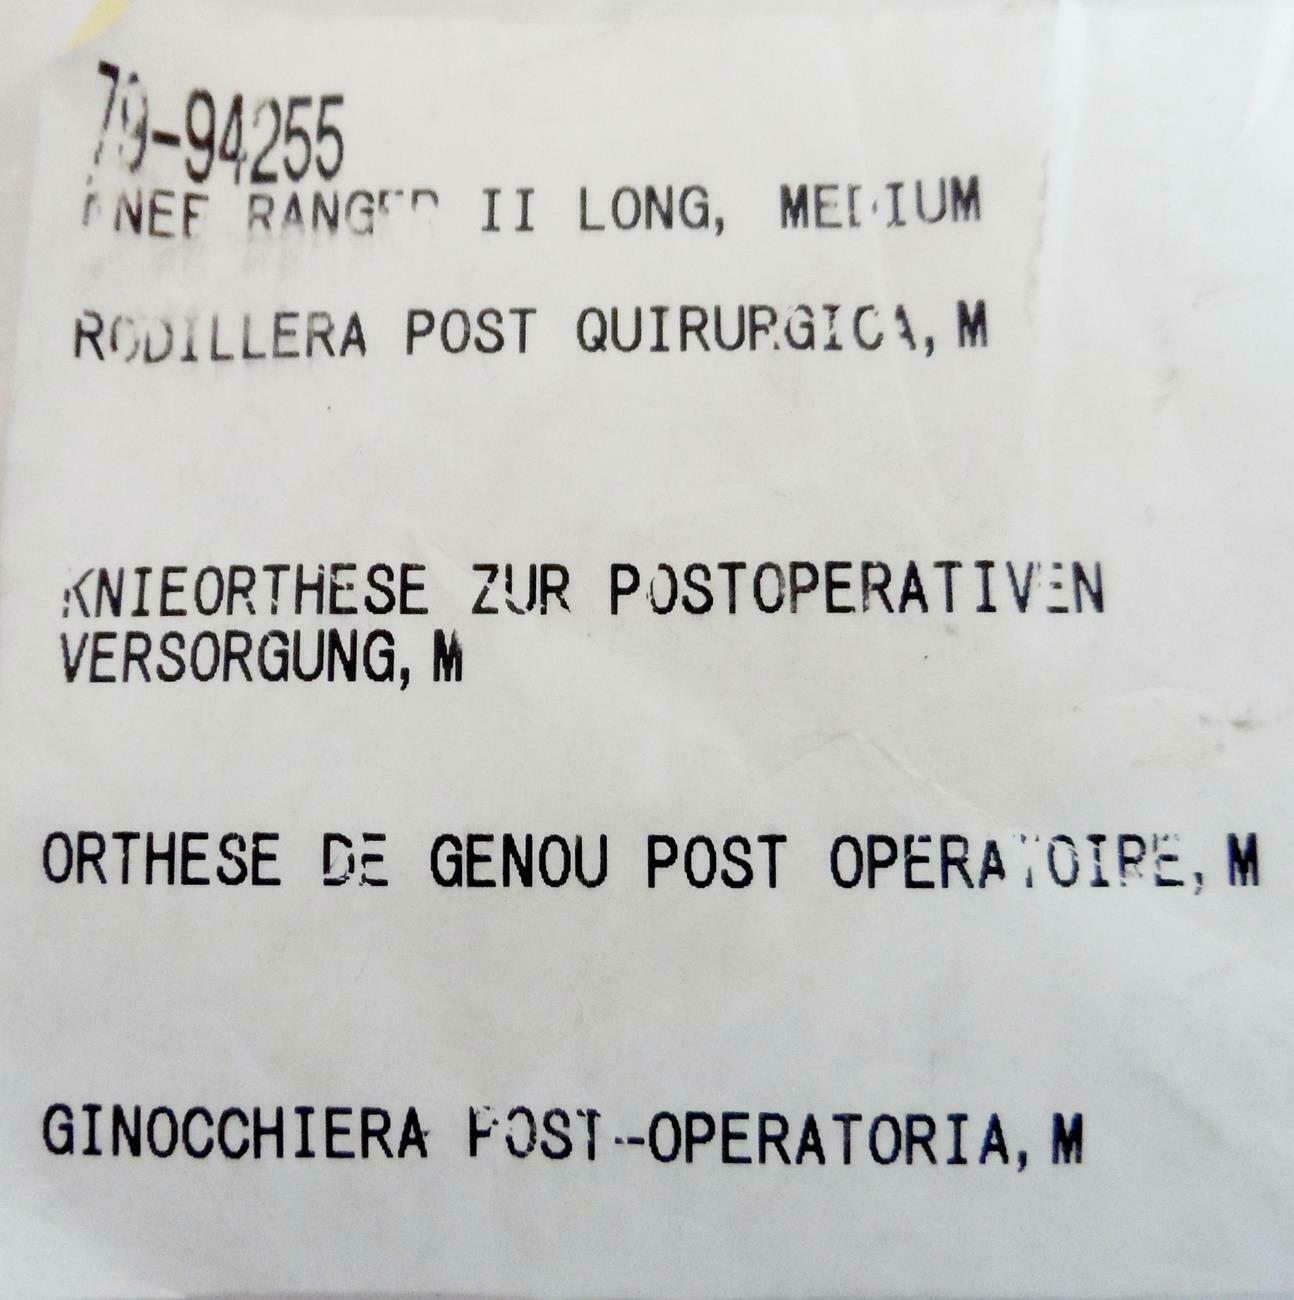 79-94255
KNEE RANGER II LONG, MEDIUM
RODILLERA POST QUIRURGICA, M
KNIEORTHESE ZUR POSTOPERATIVEN
VERSORGUNG, M
ORTHESE DE GENOU POST OPERATOIRE, M
GINOCCHIERA POST-OPERATORIA, M